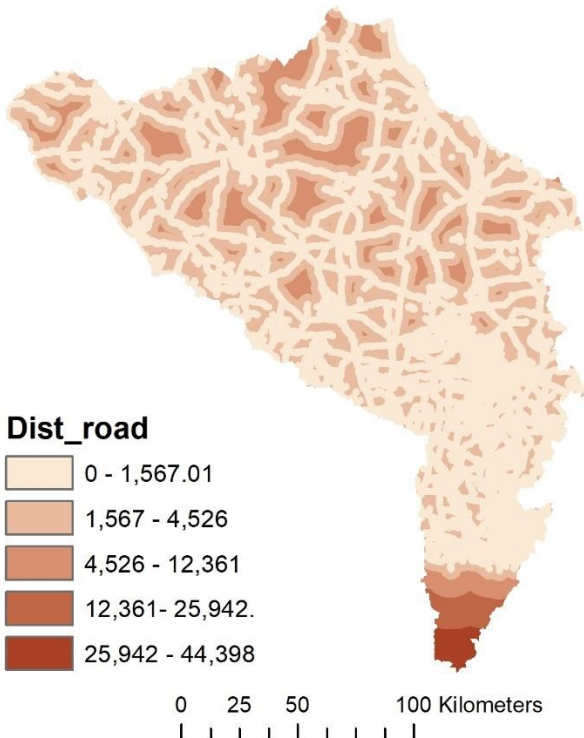 Dist_road
0 - 1,567.01
1,567 - 4,526
4,526 - 12,361
12,361- 25,942.
25,942 - 44,398
0 25 50 100 Kilometers